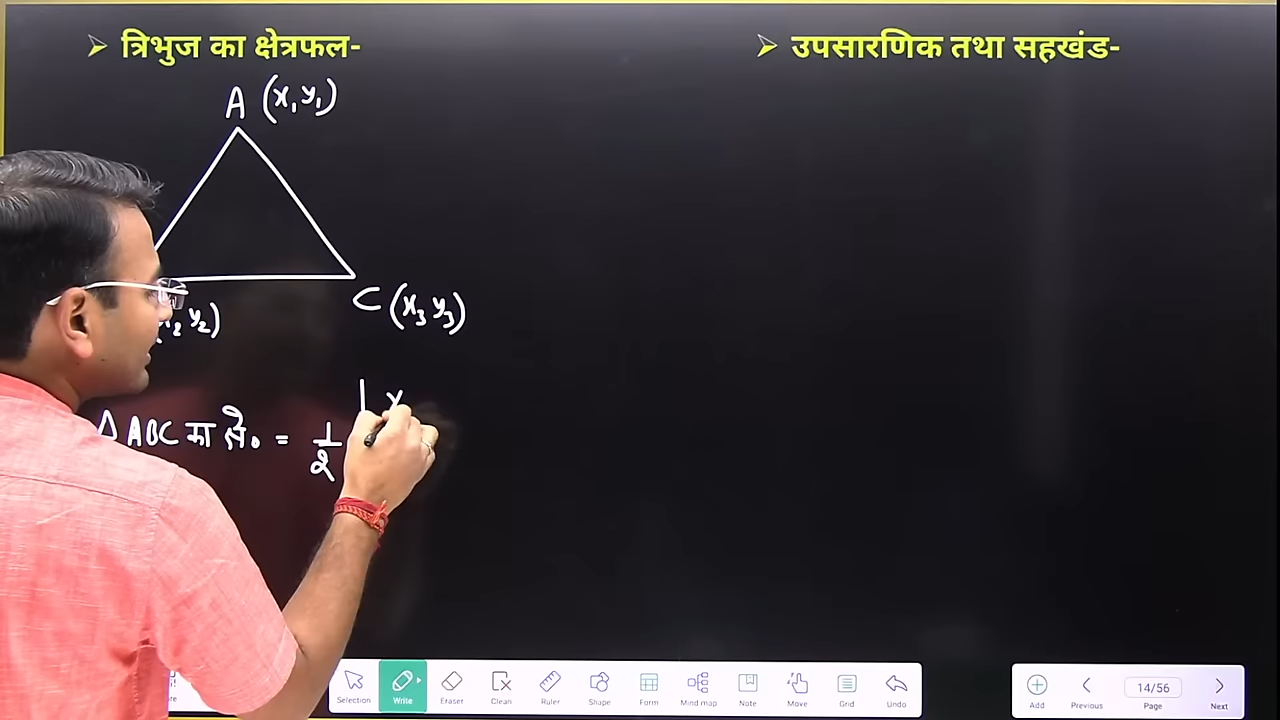 ➢ त्रिभुज का क्षेत्रफल-
➢ उपसारणिक तथा सहखंड-
A (x₁ y₁)
x₂ y₂)
C (x₃ y₃)
Δ ABC का क्षे० = 1/2 | x
Selection
Write
Eraser
Clean
Ruler
Shape
Form
Mind map
Note
Move
Grid
Undo
Add
Previous
14/56
Page
Next